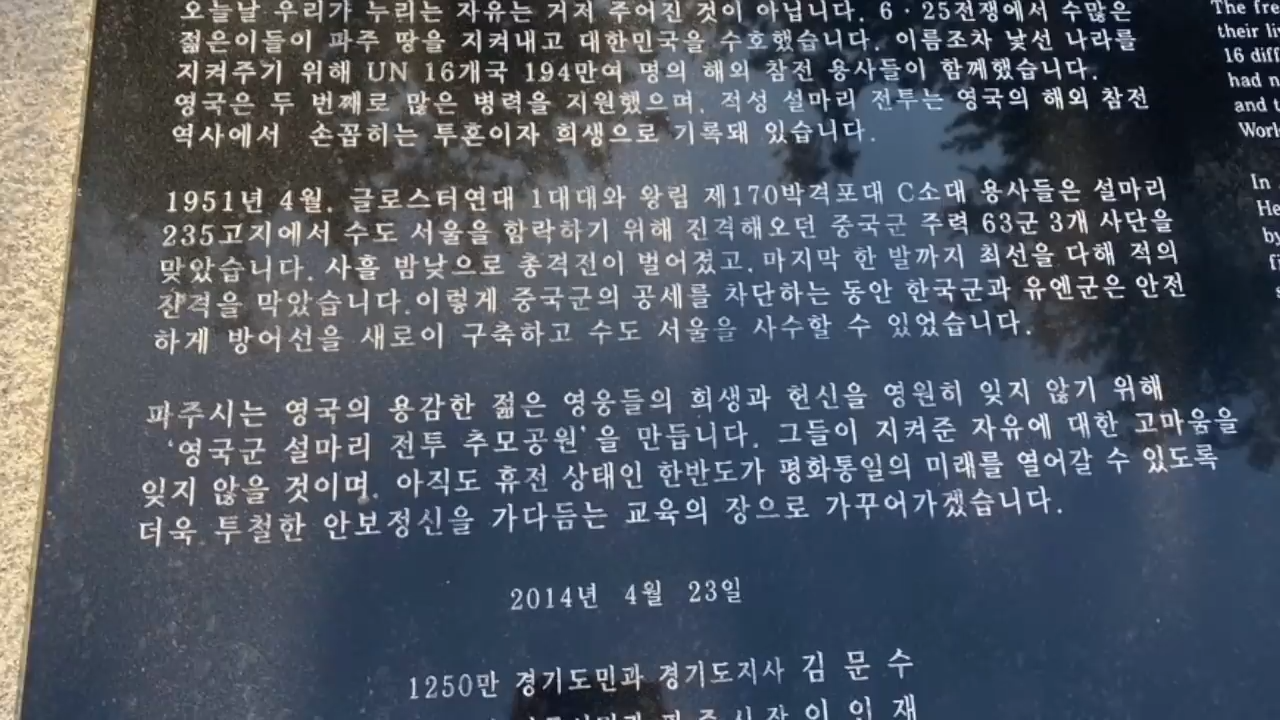 오늘날 우리가 누리는 자유는 거저 주어진 것이 아닙니다. 6·25전쟁에서 수많은
젊은이들이 파주 땅을 지켜내고 대한민국을 수호했습니다. 이름조차 낯선 나라를
지켜주기 위해 UN 16개국 194만여 명의 해외 참전 용사들이 함께했습니다.
영국은 두 번째로 많은 병력을 지원했으며, 적성 설마리 전투는 영국의 해외 참전
역사에서 손꼽히는 투혼이자 희생으로 기록돼 있습니다.
1951년 4월, 글로스터연대 1대대와 왕립 제170박격포대 C소대 용사들은 설마리
235고지에서 수도 서울을 함락하기 위해 진격해오던 중국군 주력 63군 3개 사단을
맞았습니다. 사흘 밤낮으로 총격전이 벌어졌고, 마지막 한 발까지 최선을 다해 적의
진격을 막았습니다.이렇게 중국군의 공세를 차단하는 동안 한국군과 유엔군은 안전
하게 방어선을 새로이 구축하고 수도 서울을 사수할 수 있었습니다.
파주시는 영국의 용감한 젊은 영웅들의 희생과 헌신을 영원히 잊지 않기 위해
'영국군 설마리 전투 추모공원'을 만듭니다. 그들이 지켜준 자유에 대한 고마움을
잊지 않을 것이며, 아직도 휴전 상태인 한반도가 평화통일의 미래를 열어갈 수 있도록
더욱 투철한 안보정신을 가다듬는 교육의 장으로 가꾸어가겠습니다.
2014년 4월 23일
1250만 경기도민과 경기도지사 김 문 수
파주시장 이 인 재
The fre
their li
16 diff
had n
and t
Worl
In
He
by
fi